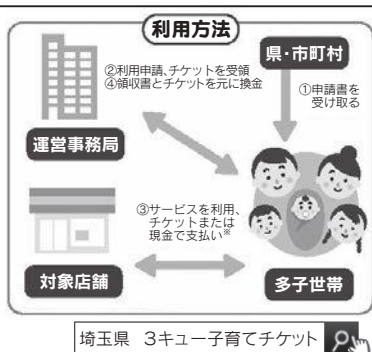 利用方法
県・市町村
②利用申請、チケットを受領
④領収書とチケットを元に換金
①申請書を
受け取る
運営事務局
③サービスを利用、
チケットまたは
現金で支払い※
対象店舗
多子世帯
埼玉県 3キュー子育てチケット